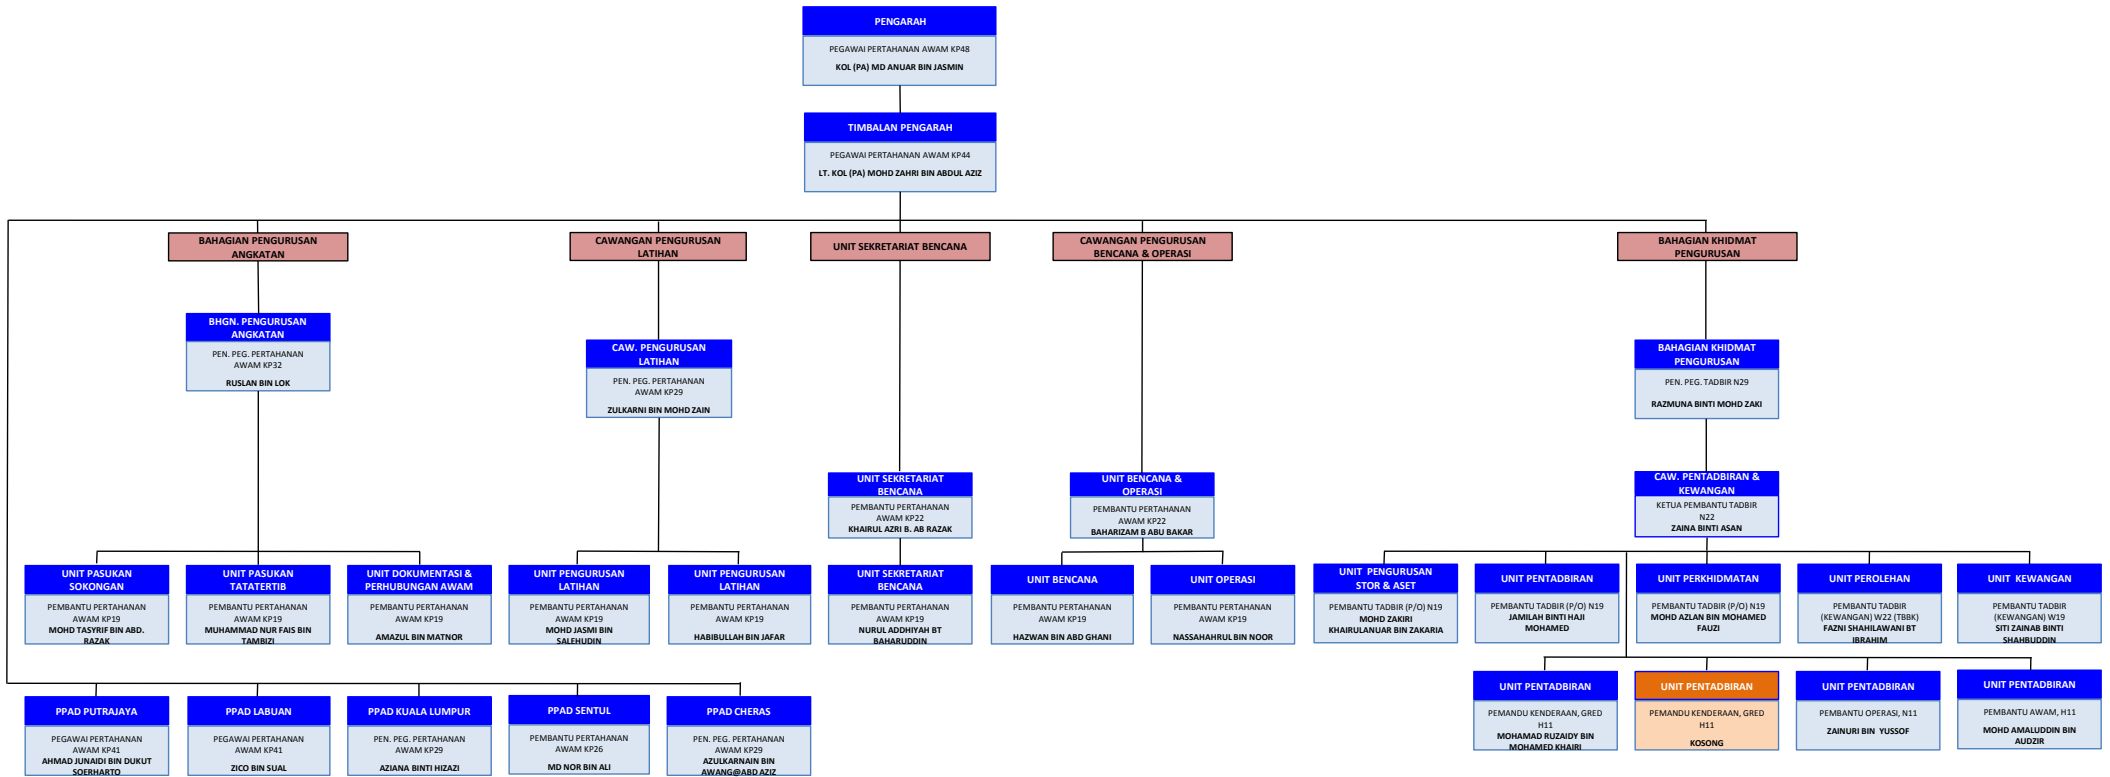 PENGARAH
PEGAWAI PERTAHANAN AWAM KP48
KOL (PA) MD ANUAR BIN JASMIN
TIMBALAN PENGARAH
PEGAWAI PERTAHANAN AWAM KP44
LT. KOL (PA) MOHD ZAHRI BIN ABDUL AZIZ
BAHAGIAN PENGURUSAN
ANGKATAN
CAWANGAN PENGURUSAN
LATIHAN
UNIT SEKRETARIAT BENCANA
CAWANGAN PENGURUSAN
BENCANA & OPERASI
BAHAGIAN KHIDMAT
PENGURUSAN
BHGN. PENGURUSAN
ANGKATAN
PEN. PEG. PERTAHANAN
AWAM KP32
RUSLAN BIN LOK
CAW. PENGURUSAN
LATIHAN
PEN. PEG. PERTAHANAN
AWAM KP29
ZULKARNI BIN MOHD ZAIN
BAHAGIAN KHIDMAT
PENGURUSAN
PEN. PEG. TADBIR N29
RAZMUNA BINTI MOHD ZAKI
UNIT SEKRETARIAT
BENCANA
PEMBANTU PERTAHANAN
AWAM KP22
KHAIRUL AZRI B. AB RAZAK
UNIT BENCANA &
OPERASI
PEMBANTU PERTAHANAN
AWAM KP22
BAHARIZAM B ABU BAKAR
CAW. PENTADBIRAN &
KEWANGAN
KETUA PEMBANTU TADBIR
N22
ZAINA BINTI ASAN
UNIT PASUKAN
SOKONGAN
PEMBANTU PERTAHANAN
AWAM KP19
MOHD TASYRIF BIN ABD.
RAZAK
UNIT PASUKAN
TATATERTIB
PEMBANTU PERTAHANAN
AWAM KP19
MUHAMMAD NUR FAIS BIN
TAMBIZI
UNIT DOKUMENTASI &
PERHUBUNGAN AWAM
PEMBANTU PERTAHANAN
AWAM KP19
AMAZUL BIN MATNOR
UNIT PENGURUSAN
LATIHAN
PEMBANTU PERTAHANAN
AWAM KP19
MOHD JASMI BIN
SALEHUDIN
UNIT PENGURUSAN
LATIHAN
PEMBANTU PERTAHANAN
AWAM KP19
HABIBULLAH BIN JAFAR
UNIT SEKRETARIAT
BENCANA
PEMBANTU PERTAHANAN
AWAM KP19
NURUL ADDHIYAH BT
BAHARUDDIN
UNIT BENCANA
PEMBANTU PERTAHANAN
AWAM KP19
HAZWAN BIN ABD GHANI
UNIT OPERASI
PEMBANTU PERTAHANAN
AWAM KP19
NASSAHAHRUL BIN NOOR
UNIT PENGURUSAN
STOR & ASET
PEMBANTU TADBIR (P/O) N19
MOHD ZAKIRI
KHAIRULANUAR BIN ZAKARIA
UNIT PENTADBIRAN
PEMBANTU TADBIR (P/O) N19
JAMILAH BINTI HAJI
MOHAMED
UNIT PERKHIDMATAN
PEMBANTU TADBIR (P/O) N19
MOHD AZLAN BIN MOHAMED
FAUZI
UNIT PEROLEHAN
PEMBANTU TADBIR
(KEWANGAN) W22 (TBBK)
FAZNI SHAHILAWANI BT
IBRAHIM
UNIT KEWANGAN
PEMBANTU TADBIR
(KEWANGAN) W19
SITI ZAINAB BINTI
SHAHBUDDIN
PPAD PUTRAJAYA
PEGAWAI PERTAHANAN
AWAM KP41
AHMAD JUNAIDI BIN DUKUT
SOERHARTO
PPAD LABUAN
PEGAWAI PERTAHANAN
AWAM KP41
ZICO BIN SUAL
PPAD KUALA LUMPUR
PEN. PEG. PERTAHANAN
AWAM KP29
AZIANA BINTI HIZAZI
PPAD SENTUL
PEMBANTU PERTAHANAN
AWAM KP26
MD NOR BIN ALI
PPAD CHERAS
PEN. PEG. PERTAHANAN
AWAM KP29
AZULKARNAIN BIN
AWANG@ABD AZIZ
UNIT PENTADBIRAN
PEMANDU KENDERAAN, GRED
H11
MOHAMAD RUZAIDY BIN
MOHAMED KHAIRI
UNIT PENTADBIRAN
PEMANDU KENDERAAN, GRED
H11
KOSONG
UNIT PENTADBIRAN
PEMBANTU OPERASI, N11
ZAINURI BIN YUSSOF
UNIT PENTADBIRAN
PEMBANTU AWAM, H11
MOHD AMALUDDIN BIN
AUDZIR